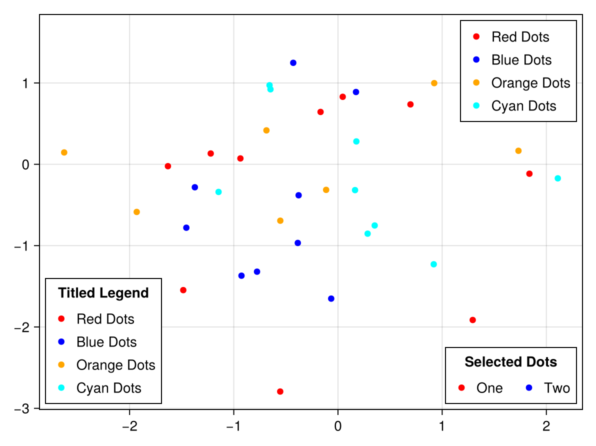 Red Dots
Blue Dots
Orange Dots
Cyan Dots
1
0
−1
−2
−3
Titled Legend
Red Dots
Blue Dots
Orange Dots
Cyan Dots
Selected Dots
One Two
−2 −1 0 1 2